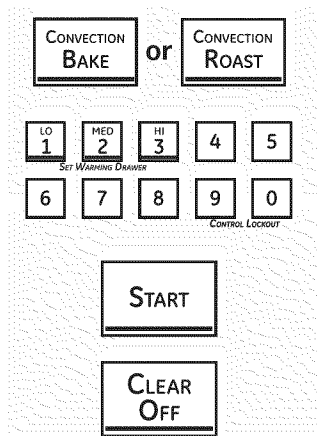 CONVECTION BAKE or CONVECTION ROAST
LO 1 MED 2 HI 3 4 5
SET WARMING DRAWER
6 7 8 9 0
CONTROL LOCKOUT
START
CLEAR
OFF